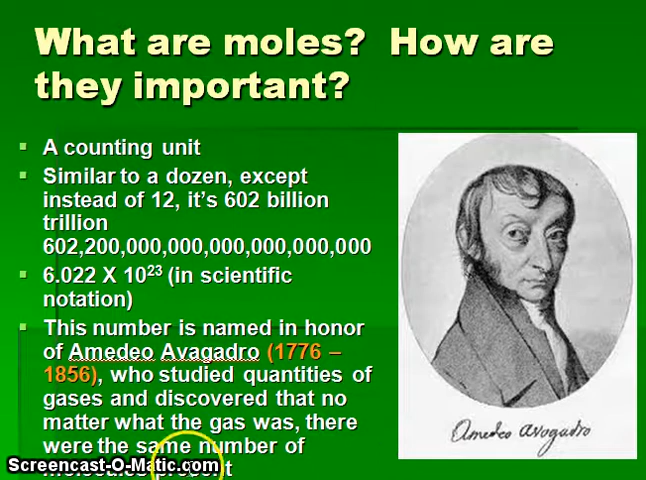 What are moles? How are
they important?
A counting unit
Similar to a dozen, except
instead of 12, it's 602 billion
trillion
602,200,000,000,000,000,000,000
6.022 X 10²³ (in scientific
notation)
This number is named in honor
of Amedeo Avagadro (1776 –
1856), who studied quantities of
gases and discovered that no
matter what the gas was, there
were the same number of
Amedeo Avogadro
Screencast-O-Matic.com